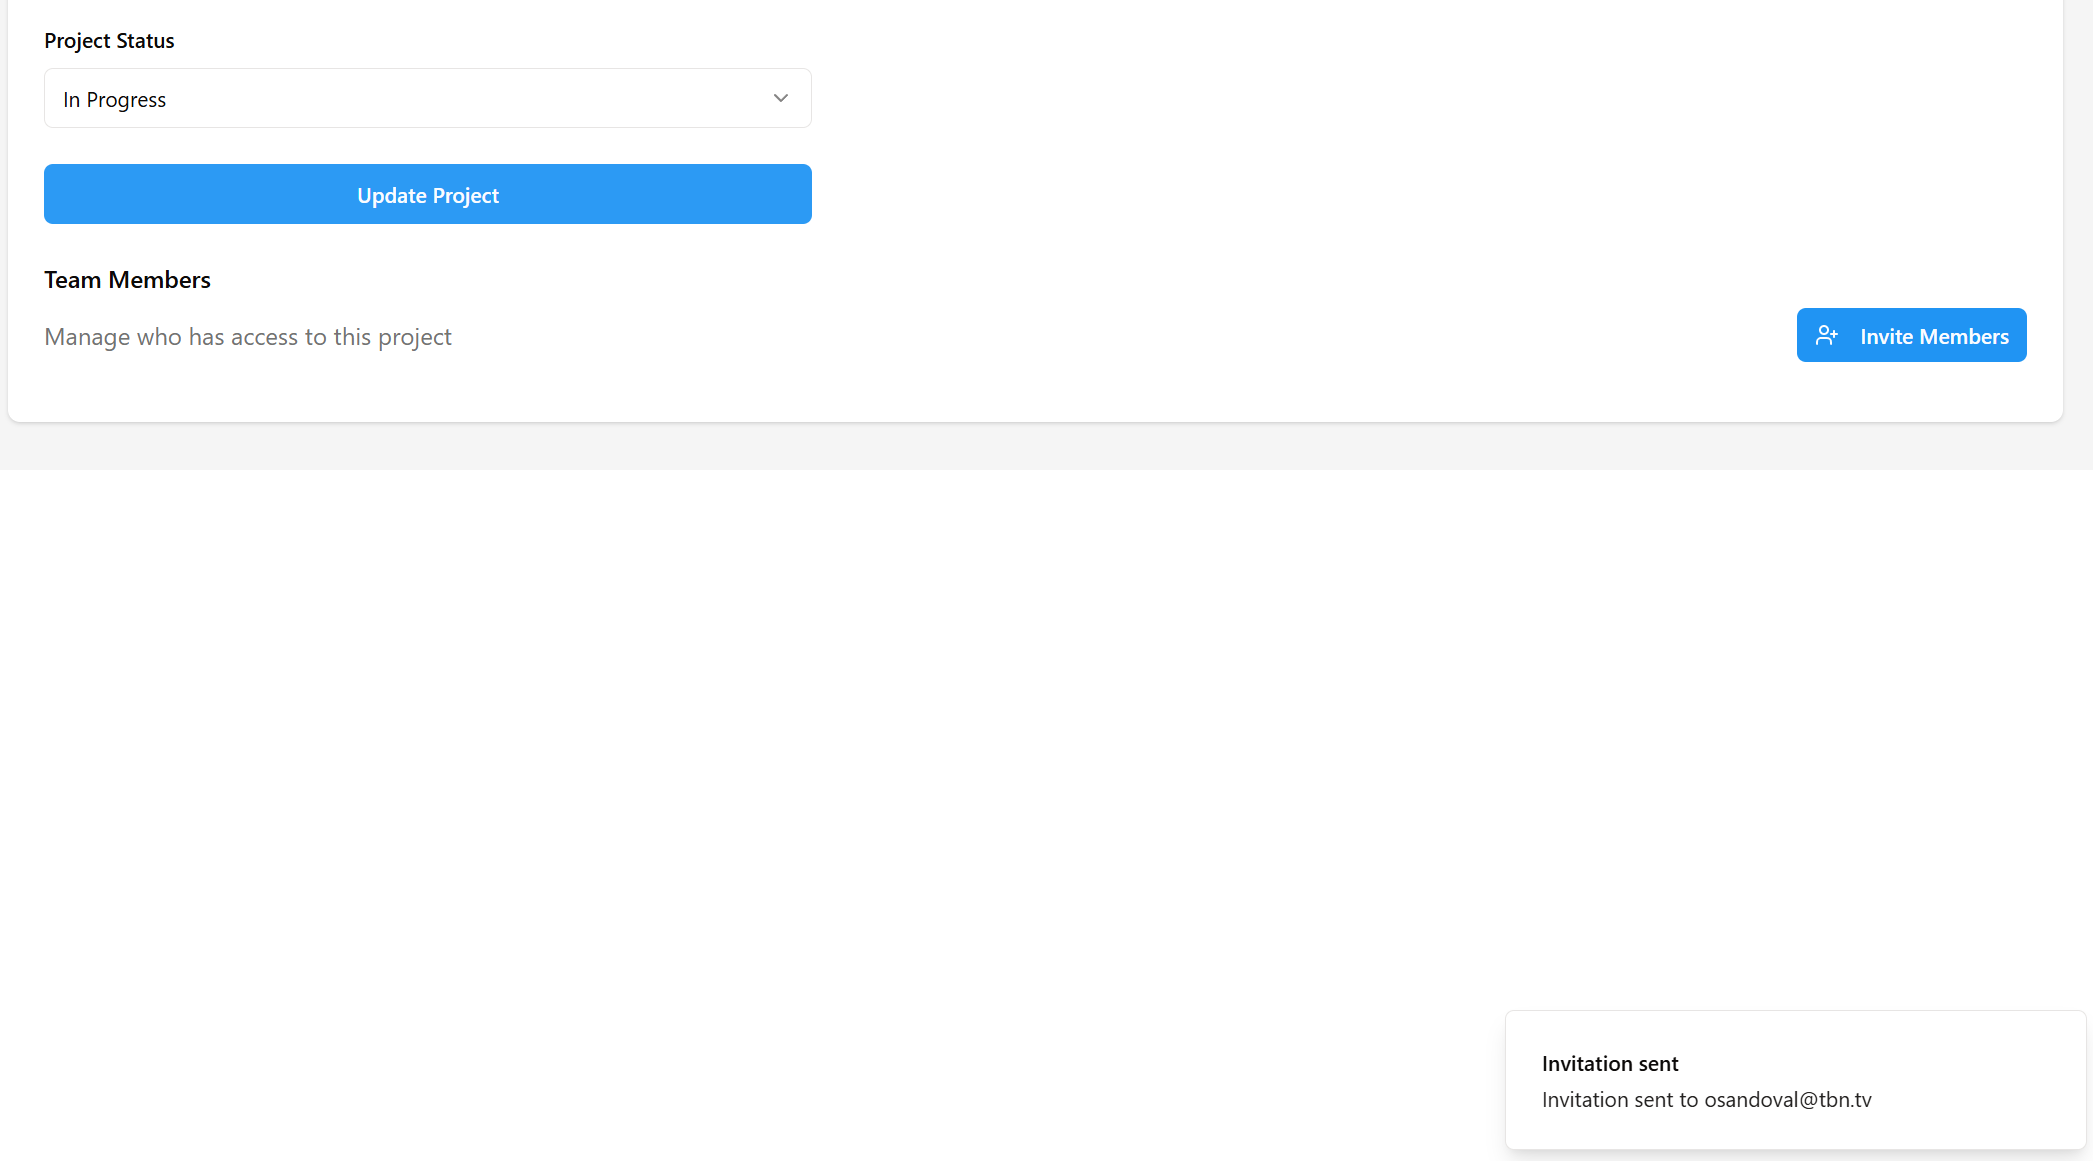 Project Status
In Progress
Update Project
Team Members
Manage who has access to this project
Invite Members
Invitation sent
Invitation sent to osandoval@tbn.tv